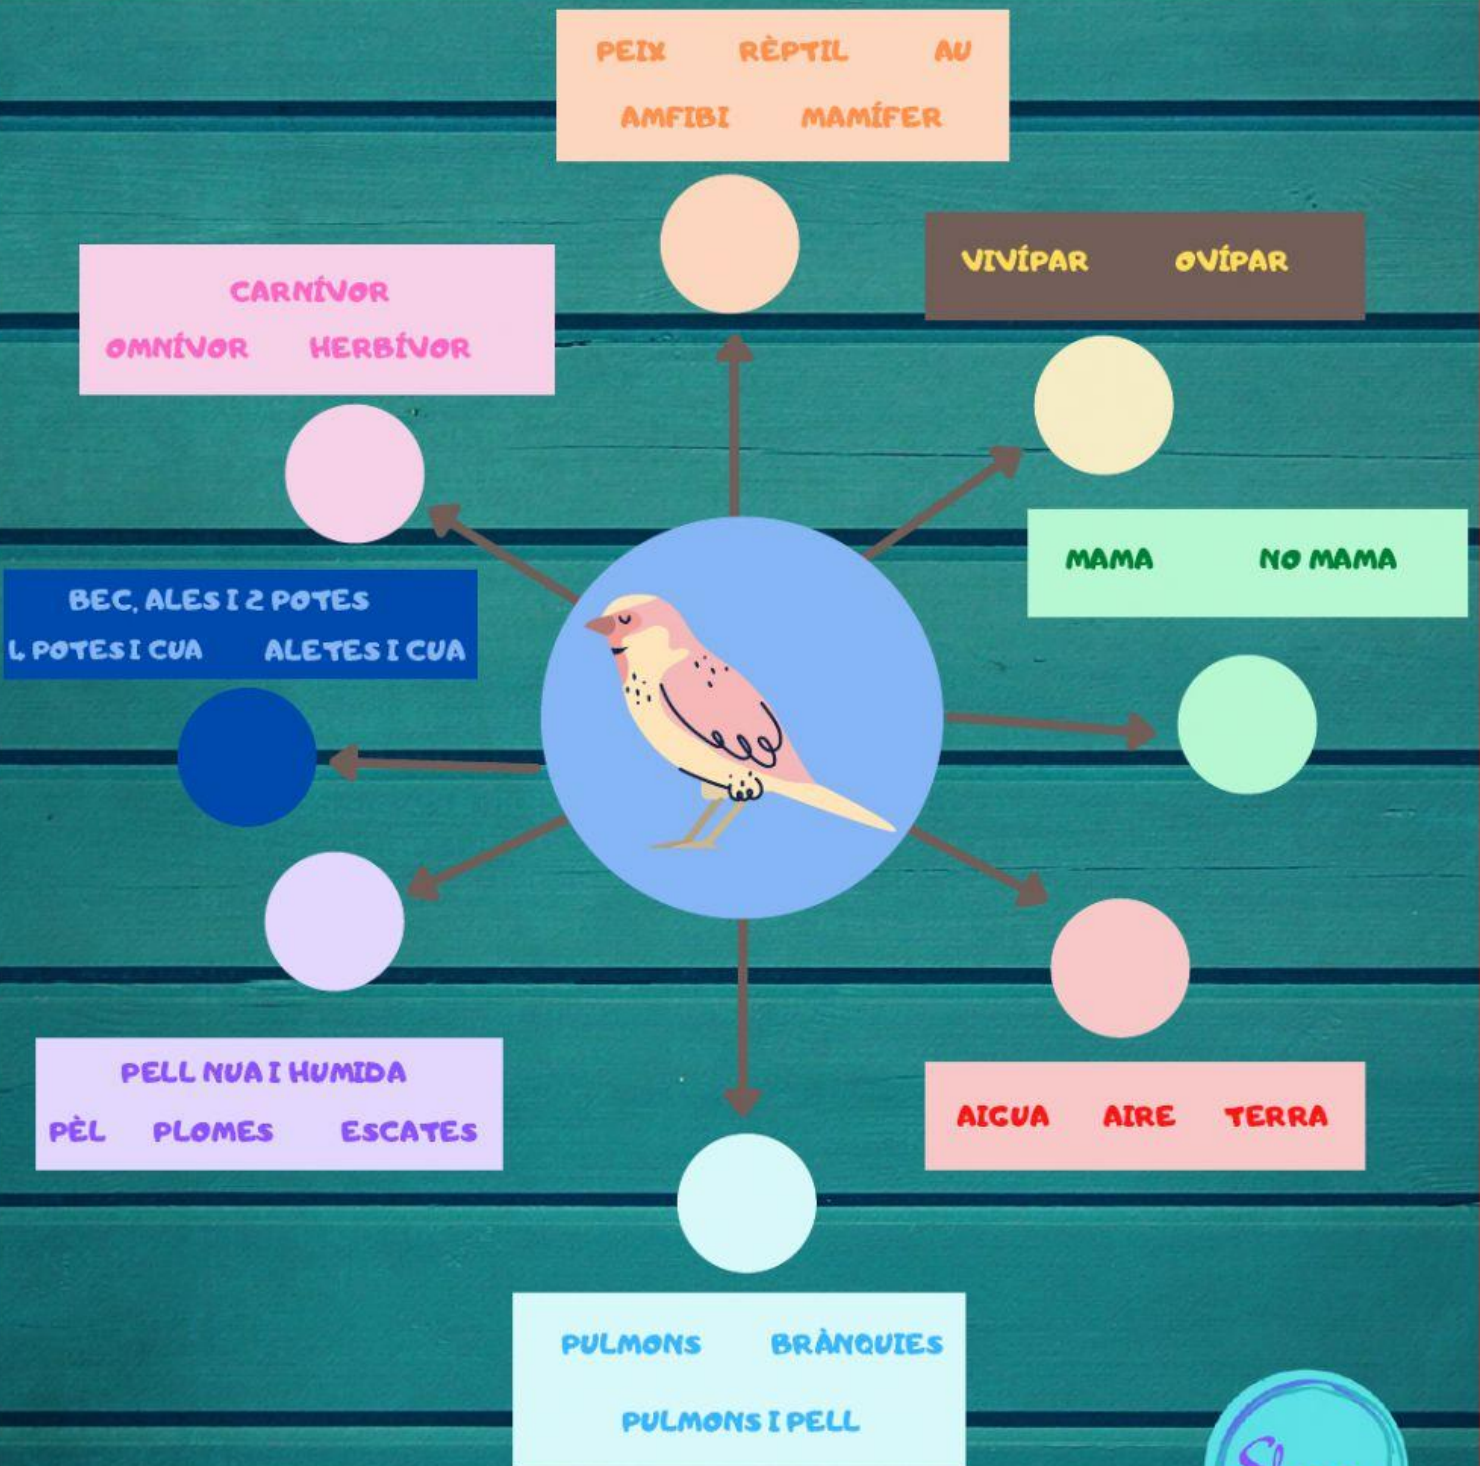 PEIX RÈPTIL AU
AMFIBI MAMÍFER
VIVÍPAR OVÍPAR
CARNÍVOR
OMNÍVOR HERBÍVOR
MAMA NO MAMA
BEC, ALES I 2 POTES
4 POTES I CUA ALETES I CUA
PELL NUA I HUMIDA
PÈL PLOMES ESCATES
AIGUA AIRE TERRA
PULMONS BRÀNQUIES
PULMONS I PELL